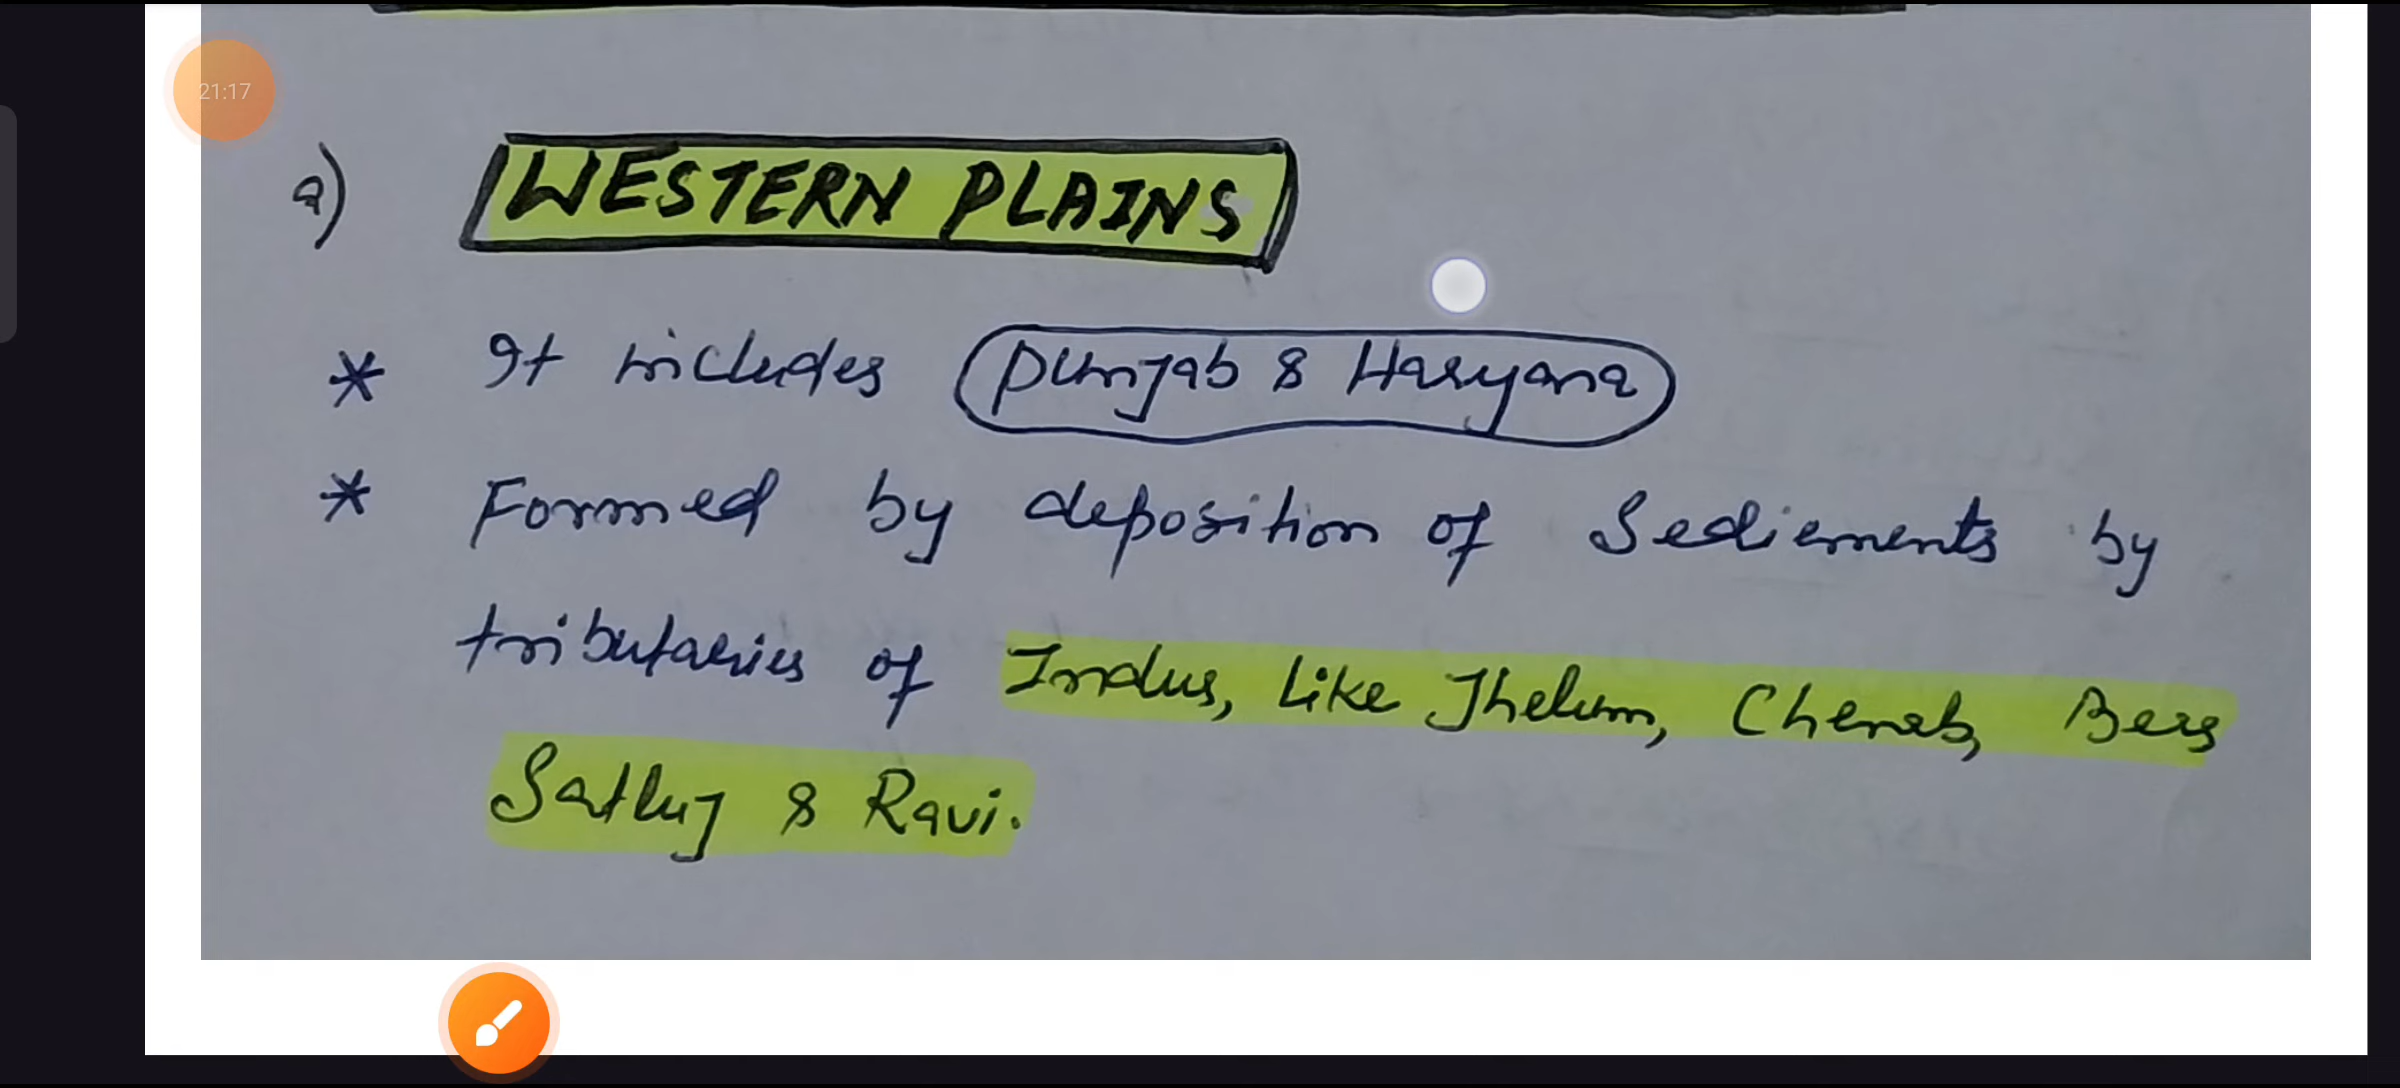 21:17
a) WESTERN PLAINS
* It includes Punjab & Haryana
* Formed by deposition of Sediements by
tributaries of Indus, Like Jhelum, Chenab, Beas
Satluj & Ravi.